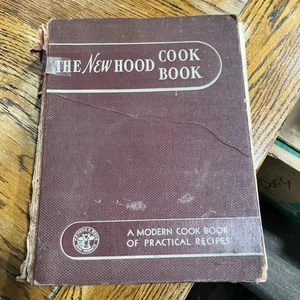 THE New HOOD COOK
BOOK
A MODERN COOK BOOK
OF PRACTICAL RECIPES